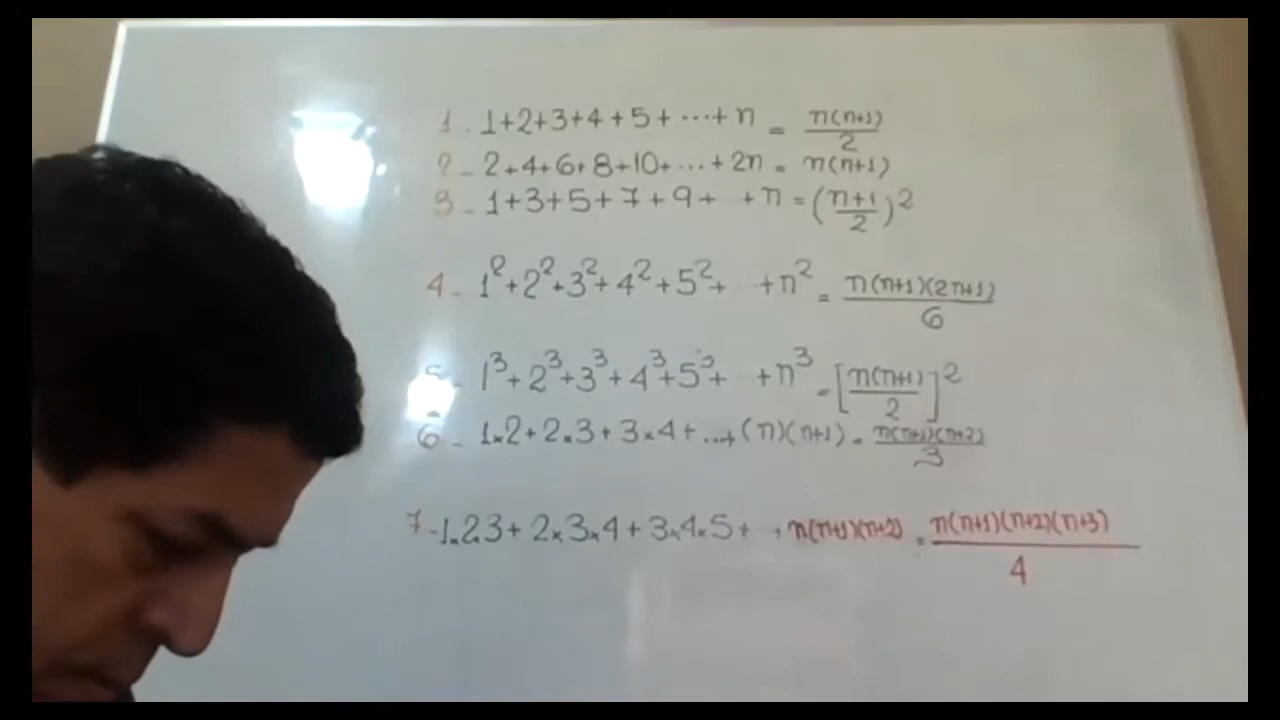 1. 1+2+3+4+5+...+n = n(n+1)/2
2- 2+4+6+8+10+...+2n = n(n+1)
3- 1+3+5+7+9+ +n = (n+1/2)²
4- 1²+2²+3²+4²+5²+ +n² = n(n+1)(2n+1)/6
5- 1³+2³+3³+4³+5³+ +n³ = [n(n+1)/2]²
6- 1×2+2×3+3×4+...+(n)(n+1) = n(n+1)(n+2)/3
7-1×2×3+2×3×4+3×4×5+ +n(n+1)(n+2) = n(n+1)(n+2)(n+3)/4